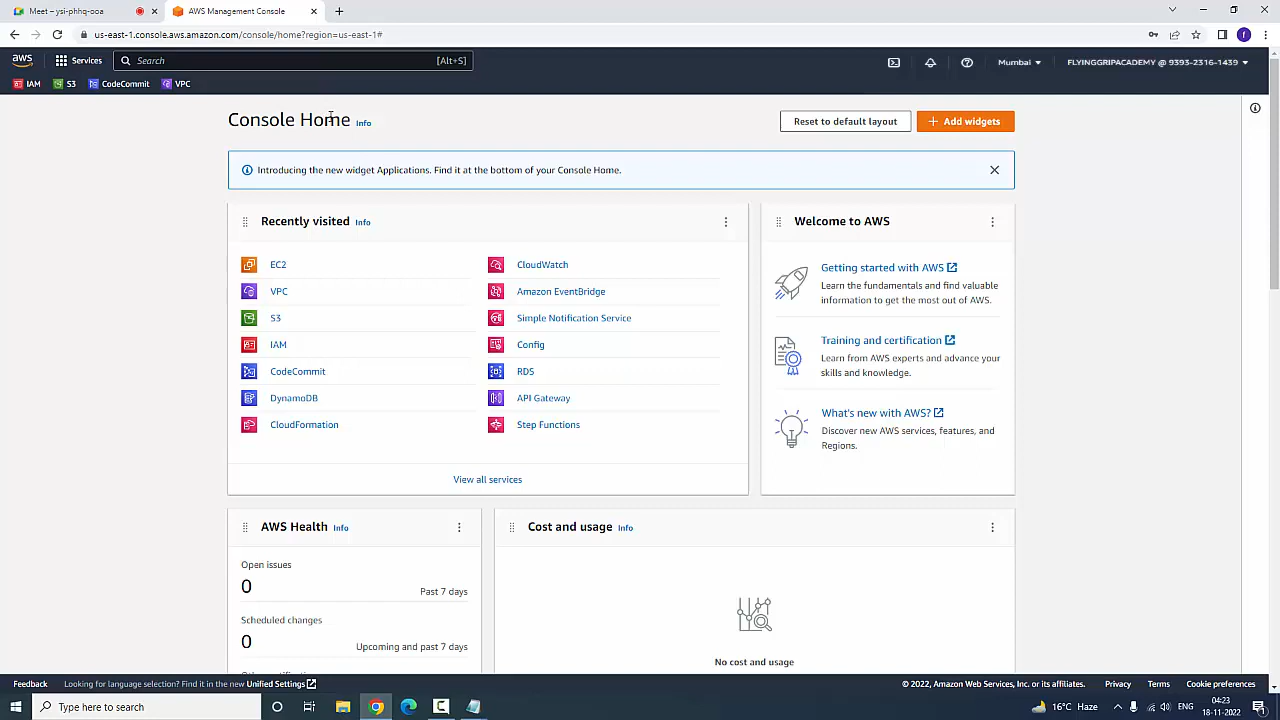 Meet – ysi-phhq-ooa
AWS Management Console
us-east-1.console.aws.amazon.com/console/home?region=us-east-1#
f
aws
Services
Search
[Alt+S]
Mumbai
FLYINGGRIPACADEMY @ 9393-2316-1439
IAM
S3
CodeCommit
VPC
Console Home Info
Reset to default layout
Add widgets
Introducing the new widget Applications. Find it at the bottom of your Console Home.
Recently visited Info
EC2
VPC
S3
IAM
CodeCommit
DynamoDB
CloudFormation
CloudWatch
Amazon EventBridge
Simple Notification Service
Config
RDS
API Gateway
Step Functions
View all services
Welcome to AWS
Getting started with AWS
Learn the fundamentals and find valuable
information to get the most out of AWS.
Training and certification
Learn from AWS experts and advance your
skills and knowledge.
What's new with AWS?
Discover new AWS services, features, and
Regions.
AWS Health Info
Open issues
0
Past 7 days
Scheduled changes
0
Upcoming and past 7 days
Cost and usage Info
No cost and usage
Feedback
Looking for language selection? Find it in the new Unified Settings
© 2022, Amazon Web Services, Inc. or its affiliates.
Privacy
Terms
Cookie preferences
Type here to search
16°C Haze
ENG
04:23
18-11-2022